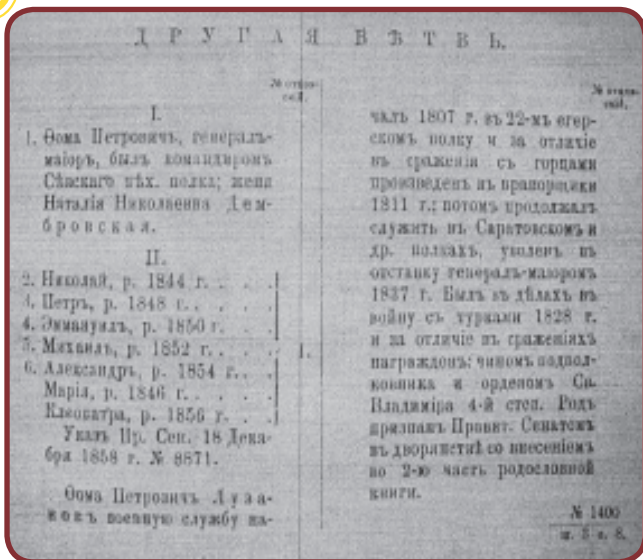 ДРУГАЯ ВѢТВЬ.
№ отно-
сит.
I.
1. Ѳома Петровичъ, генералъ-
маіоръ, былъ командиромъ
Сѣвскаго пѣх. полка; жена
Наталія Николаевна Дем-
бровская.
II.
2. Николай, р. 1844 г. . . .
3. Петръ, р. 1848 г. . . .
4. Эммануилъ, р. 1850 г. . .
5. Михаилъ, р. 1852 г. . . . 1.
6. Александръ, р. 1854 г. . .
Марія, р. 1846 г. . . .
Клеопатра, р. 1856 г. . .
Указъ Пр. Сен. 18 Дека-
бря 1858 г. № 8871.
Ѳома Петровичъ Луза-
новъ военную службу на-
чалъ 1807 г. въ 22-мъ егер-
скомъ полку и за отличіе
въ сраженіи съ горцами
произведенъ въ прапорщики
1811 г.; потомъ продолжалъ
служить въ Саратовскомъ и
др. полкахъ, уволенъ въ
отставку генералъ-маіоромъ
1837 г. Былъ въ дѣлахъ въ
войну съ турками 1828 г.
и за отличіе въ сраженіяхъ
награжденъ: чиномъ подпол-
ковника и орденомъ Св.
Владиміра 4-й степ. Родъ
признанъ Правит. Сенатомъ
въ дворянствѣ со внесеніемъ
во 2-ю часть родословной
книги.
№ 1400